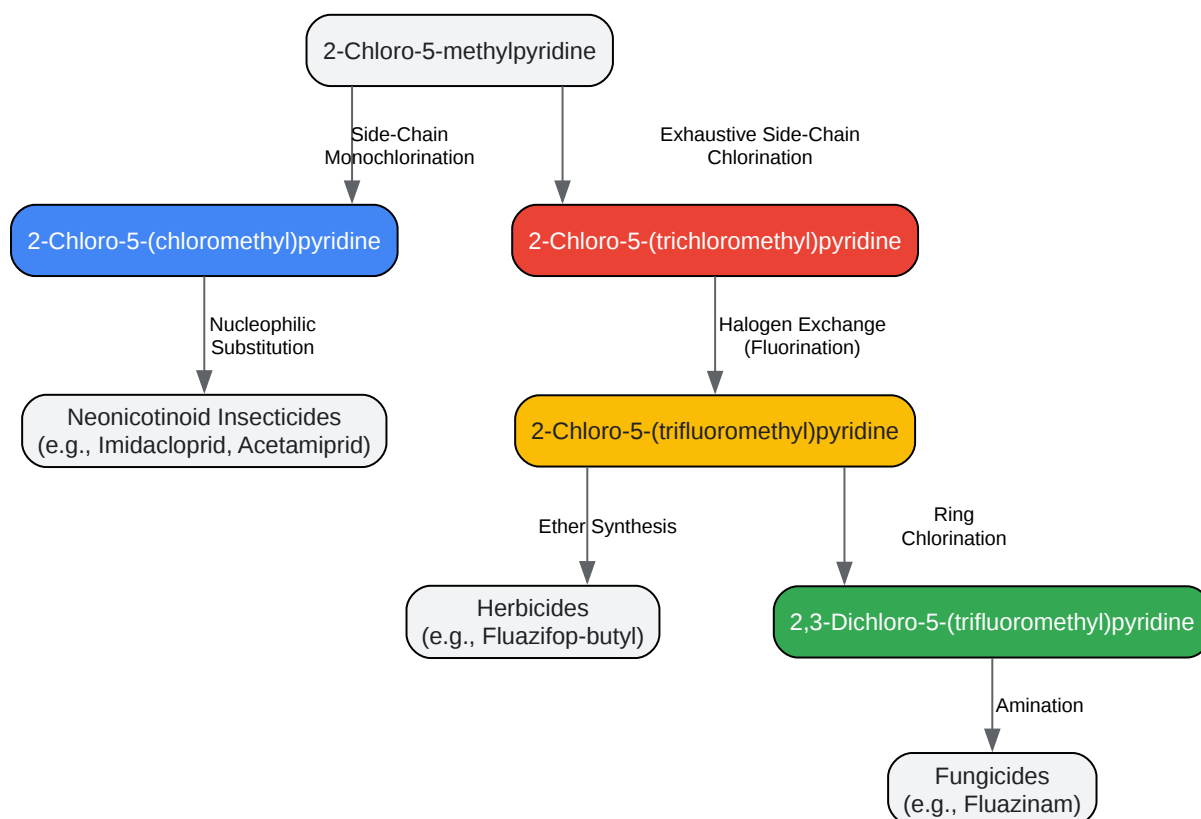 2-Chloro-5-methylpyridine
Side-Chain
Monochlorination
Exhaustive Side-Chain
Chlorination
2-Chloro-5-(chloromethyl)pyridine
2-Chloro-5-(trichloromethyl)pyridine
Nucleophilic
Substitution
Halogen Exchange
(Fluorination)
Neonicotinoid Insecticides
(e.g., Imidacloprid, Acetamiprid)
2-Chloro-5-(trifluoromethyl)pyridine
Ether Synthesis
Ring
Chlorination
Herbicides
(e.g., Fluazifop-butyl)
2,3-Dichloro-5-(trifluoromethyl)pyridine
Amination
Fungicides
(e.g., Fluazinam)